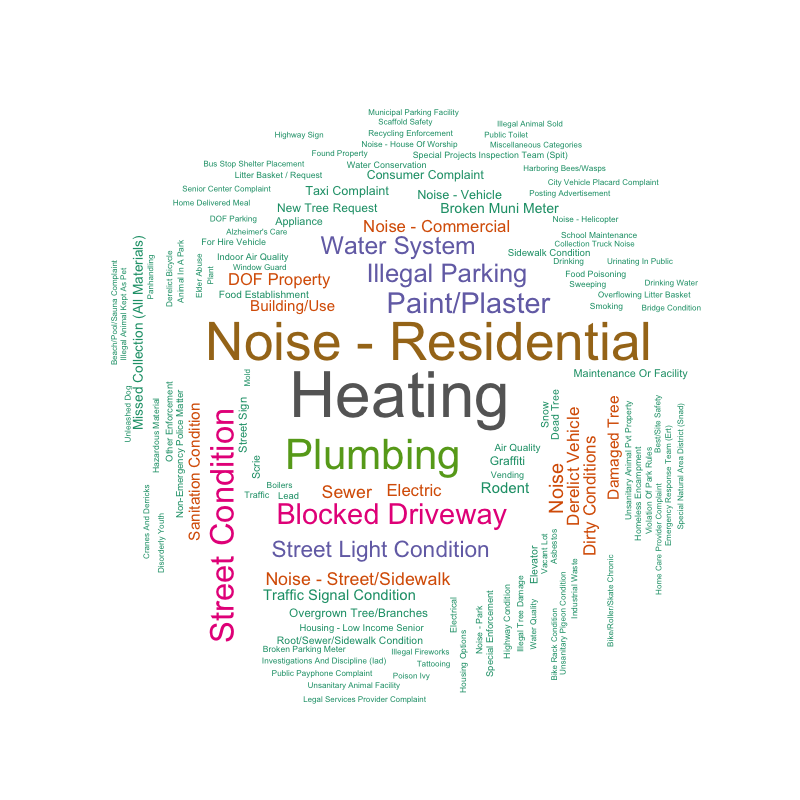 Municipal Parking Facility
Scaffold Safety
Illegal Animal Sold
Highway Sign
Recycling Enforcement
Public Toilet
Noise - House Of Worship
Miscellaneous Categories
Found Property
Special Projects Inspection Team (Spit)
Bus Stop Shelter Placement
Water Conservation
Harboring Bees/Wasps
Litter Basket / Request
Consumer Complaint
City Vehicle Placard Complaint
Senior Center Complaint
Taxi Complaint
Noise - Vehicle
Posting Advertisement
Home Delivered Meal
New Tree Request
Broken Muni Meter
DOF Parking
Appliance
Noise - Commercial
Noise - Helicopter
Alzheimer's Care
School Maintenance
For Hire Vehicle
Water System
Collection Truck Noise
Indoor Air Quality
Sidewalk Condition
Drinking
Urinating In Public
Window Guard
Illegal Parking
Food Poisoning
DOF Property
Sweeping
Drinking Water
Food Establishment
Overflowing Litter Basket
Building/Use
Paint/Plaster
Smoking
Bridge Condition
Beach/Pool/Sauna Complaint
Illegal Animal Kept As Pet
Missed Collection (All Materials)
Panhandling
Derelict Bicycle
Animal In A Park
Elder Abuse
Plant
Noise - Residential
Maintenance Or Facility
Heating
Mold
Unleashed Dog
Hazardous Material
Other Enforcement
Non-Emergency Police Matter
Sanitation Condition
Street Condition
Street Sign
Scrie
Plumbing
Snow
Dead Tree
Air Quality
Graffiti
Vending
Rodent
Boilers
Traffic
Lead
Sewer
Electric
Noise
Derelict Vehicle
Dirty Conditions
Damaged Tree
Unsanitary Animal Pvt Property
Homeless Encampment
Violation Of Park Rules
Best/Site Safety
Home Care Provider Complaint
Emergency Response Team (Ert)
Special Natural Area District (Snad)
Cranes And Derricks
Disorderly Youth
Blocked Driveway
Street Light Condition
Elevator
Vacant Lot
Asbestos
Noise - Street/Sidewalk
Traffic Signal Condition
Overgrown Tree/Branches
Housing - Low Income Senior
Root/Sewer/Sidewalk Condition
Broken Parking Meter
Illegal Fireworks
Investigations And Discipline (Iad)
Tattooing
Public Payphone Complaint
Poison Ivy
Unsanitary Animal Facility
Legal Services Provider Complaint
Electrical
Housing Options
Noise - Park
Special Enforcement
Highway Condition
Illegal Tree Damage
Water Quality
Bike Rack Condition
Unsanitary Pigeon Condition
Industrial Waste
Bike/Roller/Skate Chronic